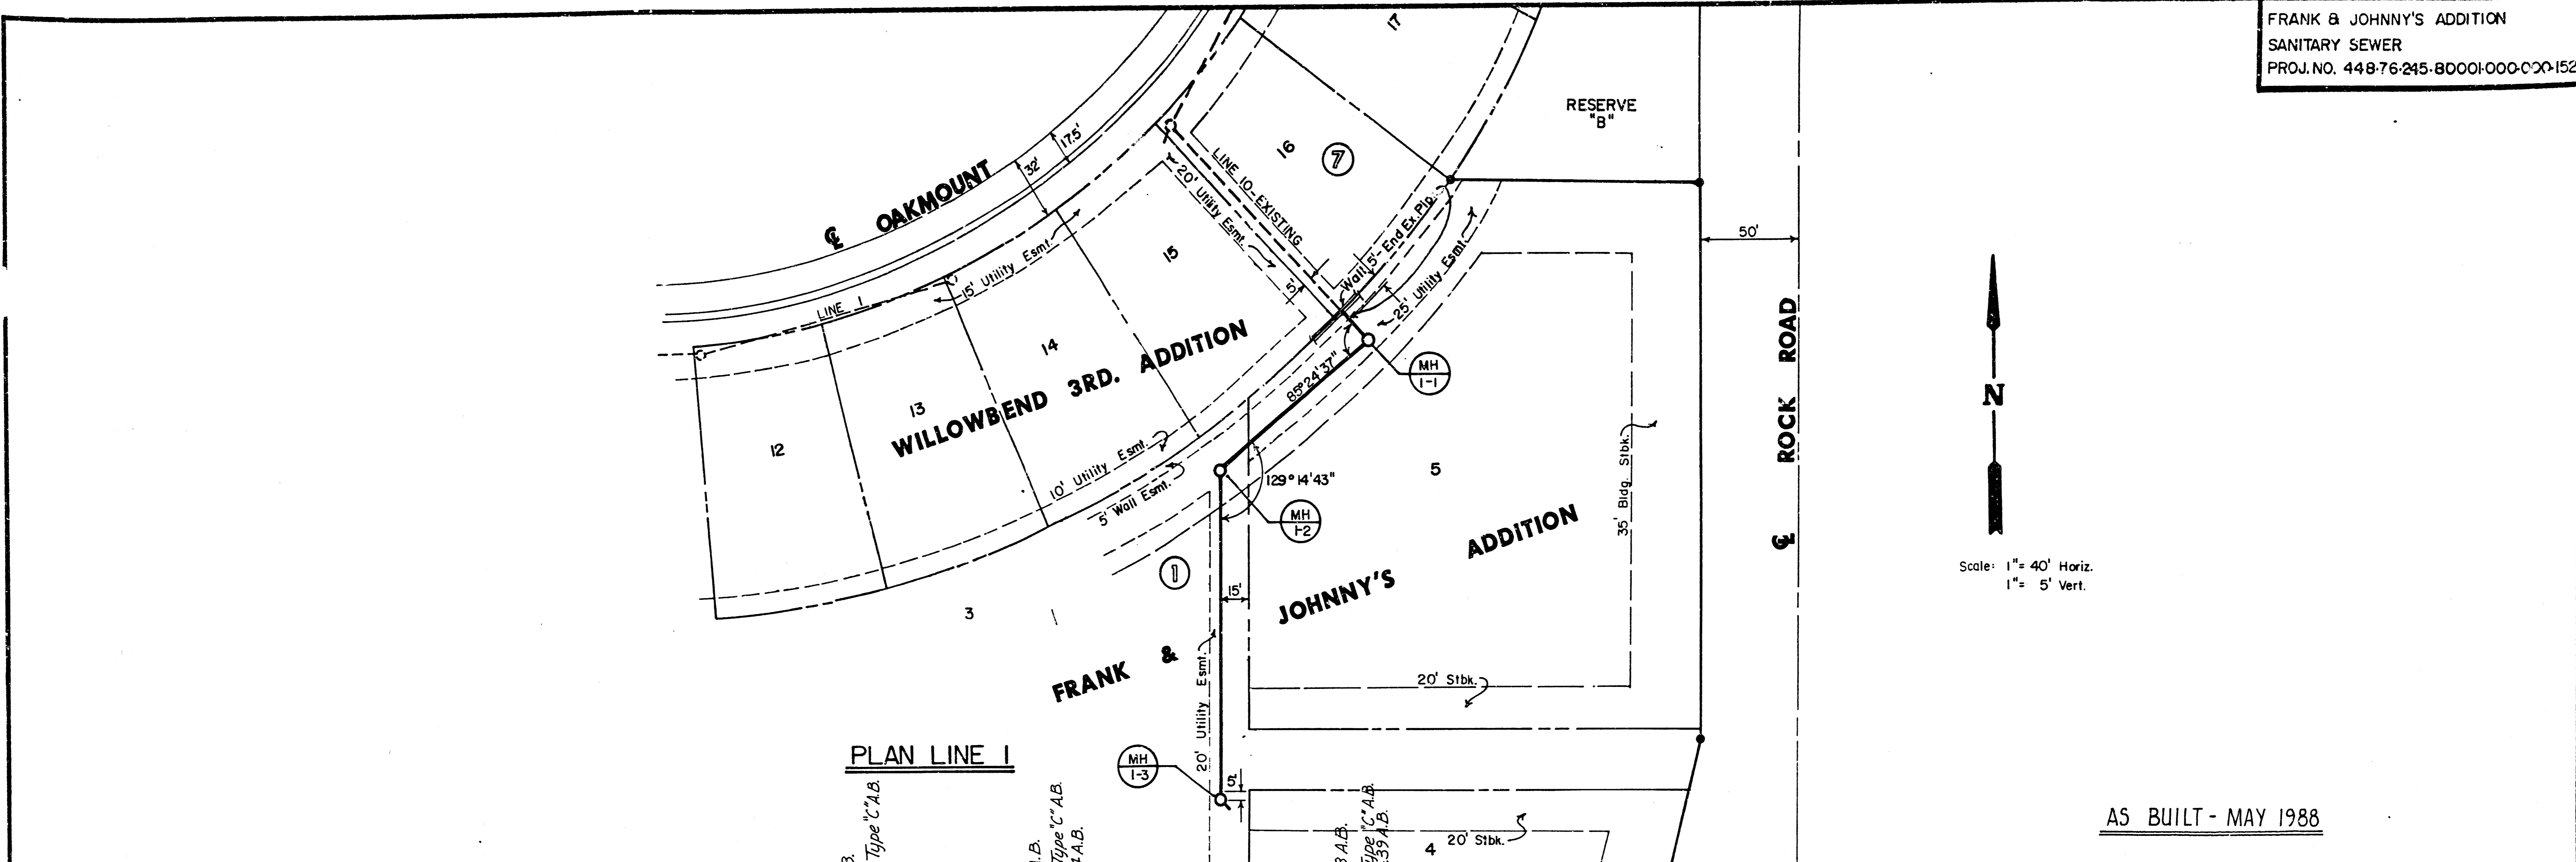 FRANK & JOHNNY'S ADDITION
SANITARY SEWER
PROJ. NO. 448-76-245-80001-000-000-152
17
RESERVE
"B"
17.5'
32'
℄ OAKMOUNT
16
7
LINE 10-EXISTING
20' Utility Esmt.
15
15' Utility Esmt.
LINE 1
5'
Wall 5'-End Ex. Plp.
25' Utility Esmt.
50'
℄ ROCK ROAD
N
Scale: 1"= 40' Horiz.
1"= 5' Vert.
14
13
12
WILLOWBEND 3RD. ADDITION
85°24'37"
MH
1-1
10' Utility Esmt.
5' Wall Esmt.
129°14'43"
MH
1-2
5
35' Bldg. Stbk.
1
15'
3
FRANK & JOHNNY'S ADDITION
20' Utility Esmt.
20' Stbk.
PLAN LINE 1
MH
1-3
5'
Type "C" A.B.
Type "C" A.B.
A.B.
Type "C" A.B.
.39 A.B.
4
20' Stbk.
AS BUILT - MAY 1988